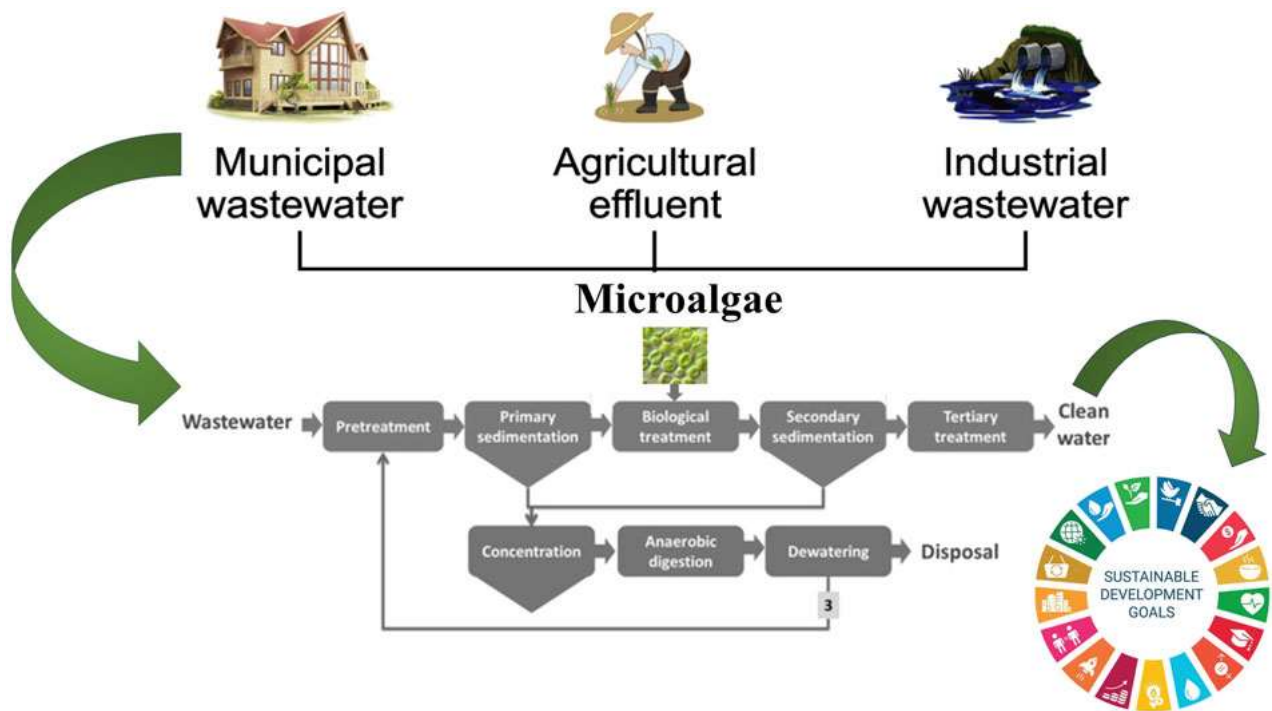 Municipal
wastewater
Agricultural
effluent
Industrial
wastewater
Microalgae
Wastewater
Pretreatment
Primary
sedimentation
Biological
treatment
Secondary
sedimentation
Tertiary
treatment
Clean
water
Concentration
Anaerobic
digestion
Dewatering
Disposal
3
SUSTAINABLE
DEVELOPMENT
GOALS